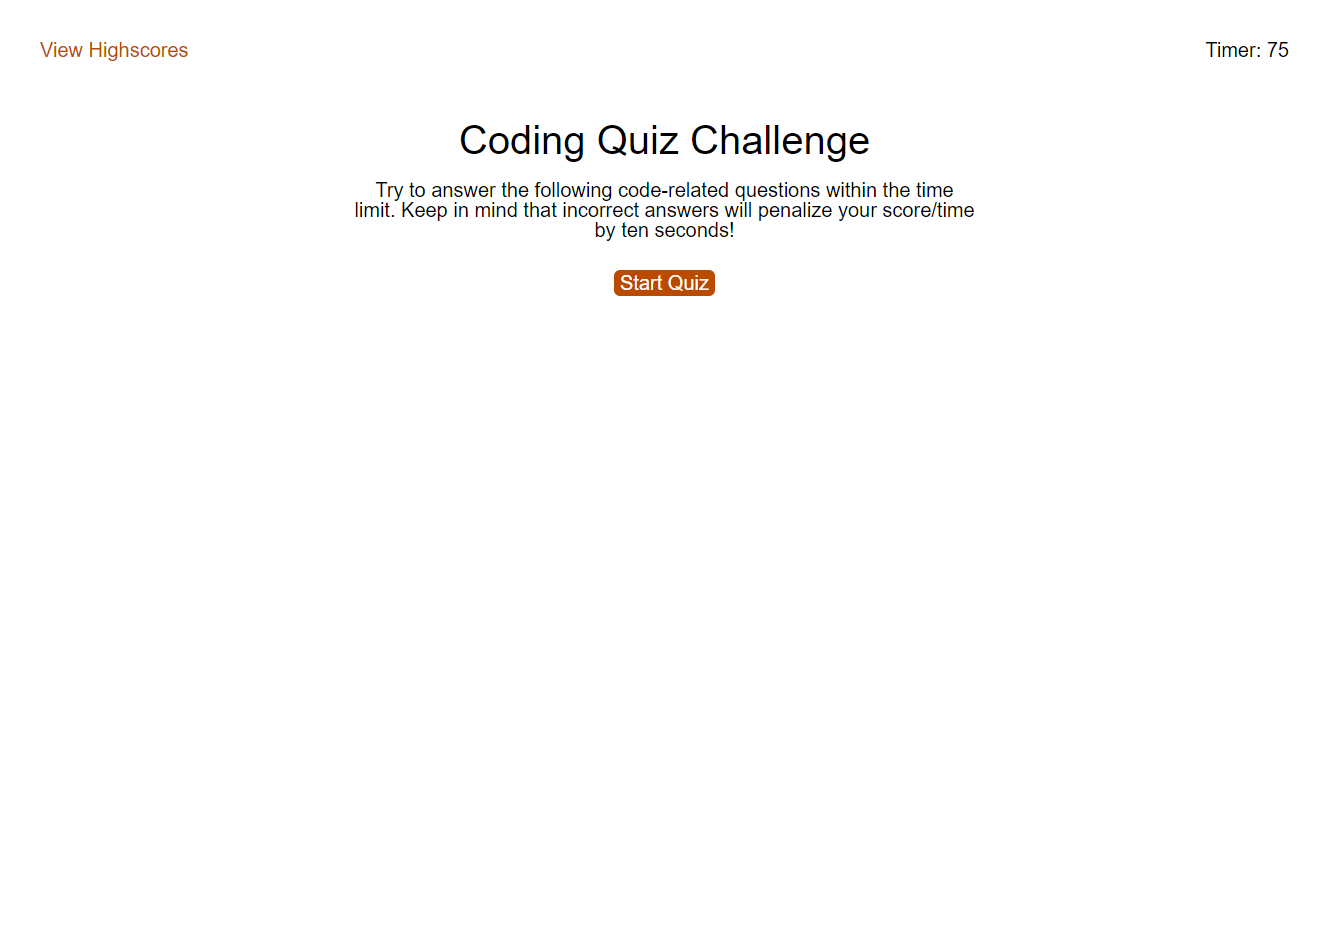 View Highscores
Timer: 75
Coding Quiz Challenge
Try to answer the following code-related questions within the time
limit. Keep in mind that incorrect answers will penalize your score/time
by ten seconds!
Start Quiz